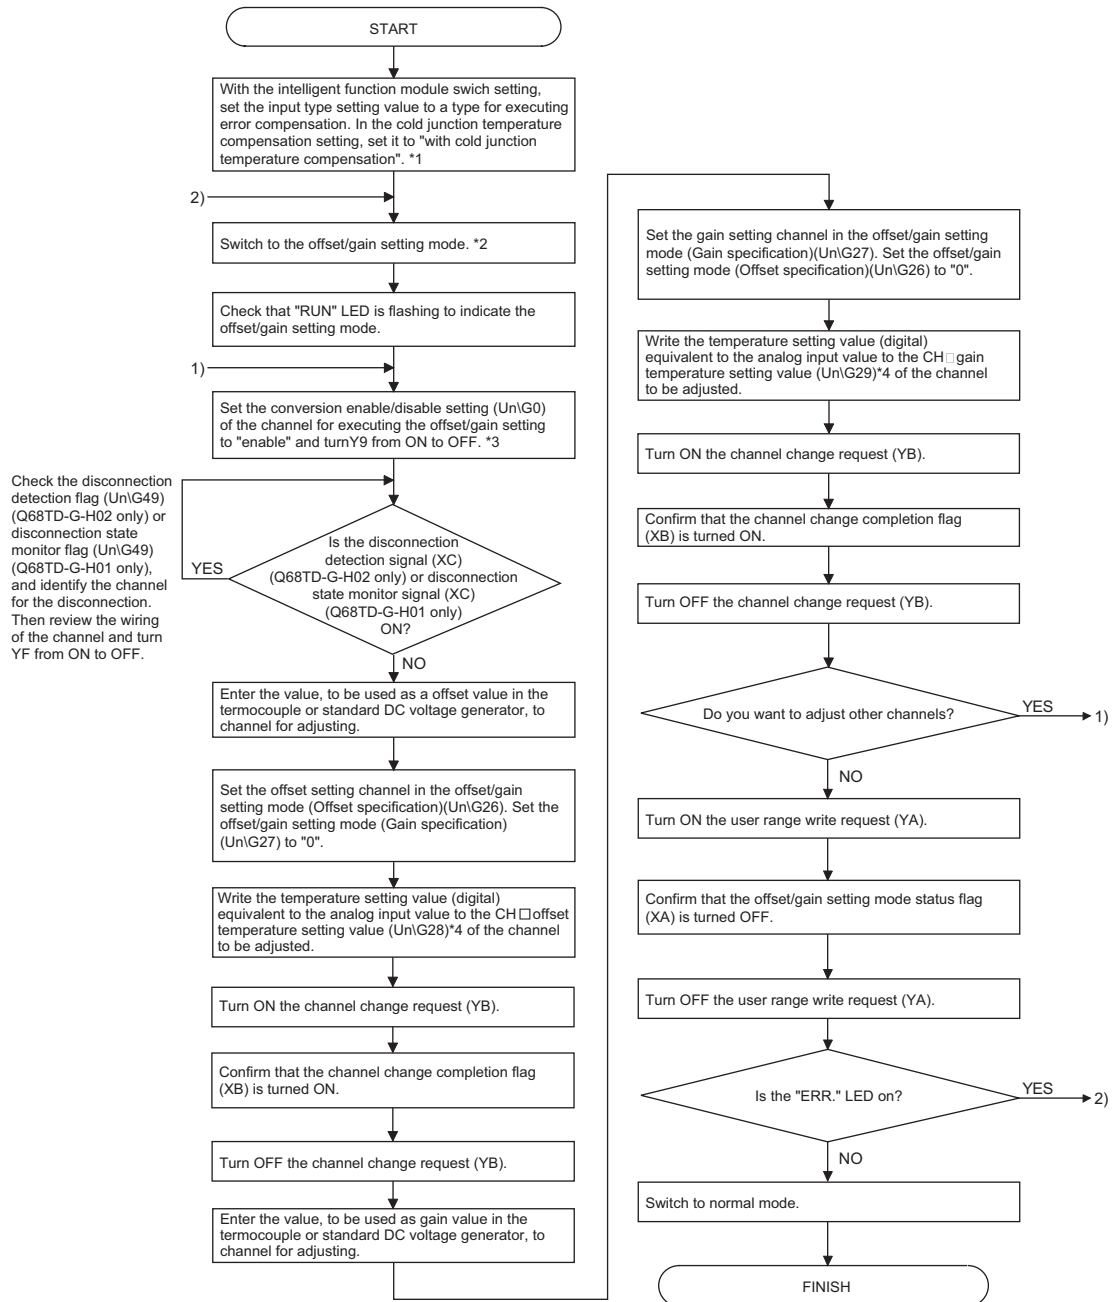 START
With the intelligent function module swich setting,
set the input type setting value to a type for executing
error compensation. In the cold junction temperature
compensation setting, set it to "with cold junction
temperature compensation". *1
2)
Switch to the offset/gain setting mode. *2
Check that "RUN" LED is flashing to indicate the
offset/gain setting mode.
1)
Set the conversion enable/disable setting (Un\G0)
of the channel for executing the offset/gain setting
to "enable" and turnY9 from ON to OFF. *3
Check the disconnection
detection flag (Un\G49)
(Q68TD-G-H02 only) or
disconnection state
monitor flag (Un\G49)
(Q68TD-G-H01 only),
and identify the channel
for the disconnection.
Then review the wiring
of the channel and turn
YF from ON to OFF.
YES
Is the disconnection
detection signal (XC)
(Q68TD-G-H02 only) or disconnection
state monitor signal (XC)
(Q68TD-G-H01 only)
ON?
NO
Enter the value, to be used as a offset value in the
termocouple or standard DC voltage generator, to
channel for adjusting.
Set the offset setting channel in the offset/gain
setting mode (Offset specification)(Un\G26). Set the
offset/gain setting mode (Gain specification)
(Un\G27) to "0".
Write the temperature setting value (digital)
equivalent to the analog input value to the CH□offset
temperature setting value (Un\G28)*4 of the channel
to be adjusted.
Turn ON the channel change request (YB).
Confirm that the channel change completion flag
(XB) is turned ON.
Turn OFF the channel change request (YB).
Enter the value, to be used as gain value in the
termocouple or standard DC voltage generator, to
channel for adjusting.
Set the gain setting channel in the offset/gain setting
mode (Gain specification)(Un\G27). Set the offset/gain
setting mode (Offset specification)(Un\G26) to "0".
Write the temperature setting value (digital)
equivalent to the analog input value to the CH□gain
temperature setting value (Un\G29)*4 of the channel
to be adjusted.
Turn ON the channel change request (YB).
Confirm that the channel change completion flag
(XB) is turned ON.
Turn OFF the channel change request (YB).
Do you want to adjust other channels?
YES
1)
NO
Turn ON the user range write request (YA).
Confirm that the offset/gain setting mode status flag
(XA) is turned OFF.
Turn OFF the user range write request (YA).
Is the "ERR." LED on?
YES
2)
NO
Switch to normal mode.
FINISH